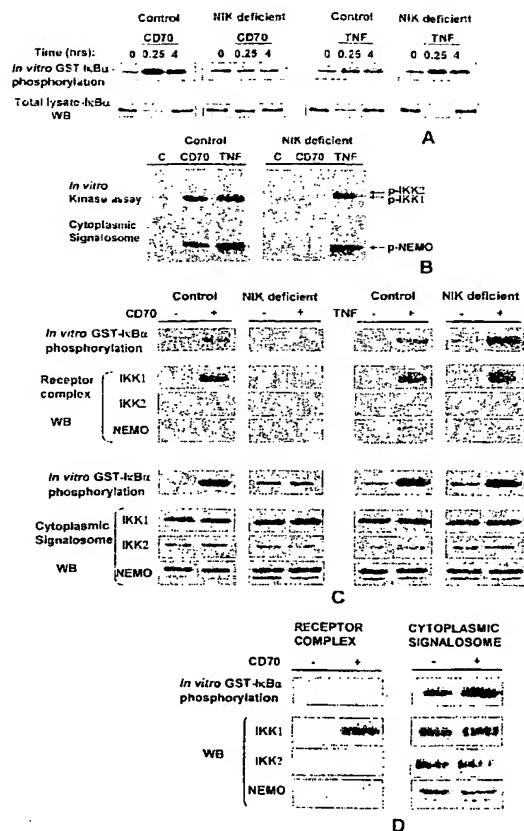 Control NIK deficient Control NIK deficient
CD70 CD70 TNF TNF
Time (hrs): 0 0.25 4 0 0.25 4 0 0.25 4 0 0.25 4
In vitro GST-IκBα
phosphorylation
Total lysate-IκBα
WB
A
Control NIK deficient
C CD70 TNF C CD70 TNF
In vitro
Kinase assay
p-IKK2
p-IKK1
Cytoplasmic
Signalosome
p-NEMO
B
Control NIK deficient Control NIK deficient
CD70 - + - + TNF - + - +
In vitro GST-IκBα
phosphorylation
Receptor
complex
WB
IKK1
IKK2
NEMO
In vitro GST-IκBα
phosphorylation
Cytoplasmic
Signalosome
WB
IKK1
IKK2
NEMO
C
RECEPTOR
COMPLEX
CYTOPLASMIC
SIGNALOSOME
CD70 - + - +
In vitro GST-IκBα
phosphorylation
WB
IKK1
IKK2
NEMO
D